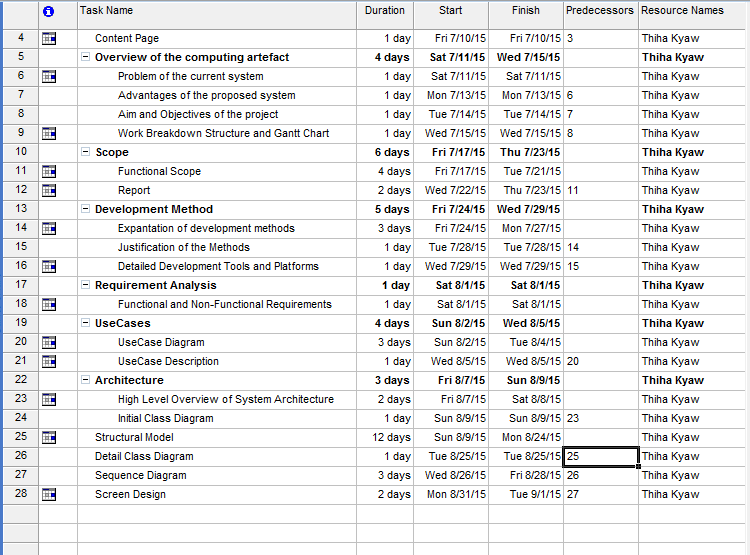 Task Name Duration Start Finish Predecessors Resource Names
4 Content Page 1 day Fri 7/10/15 Fri 7/10/15 3 Thiha Kyaw
5 Overview of the computing artefact 4 days Sat 7/11/15 Wed 7/15/15 Thiha Kyaw
6 Problem of the current system 1 day Sat 7/11/15 Sat 7/11/15 Thiha Kyaw
7 Advantages of the proposed system 1 day Mon 7/13/15 Mon 7/13/15 6 Thiha Kyaw
8 Aim and Objectives of the project 1 day Tue 7/14/15 Tue 7/14/15 7 Thiha Kyaw
9 Work Breakdown Structure and Gantt Chart 1 day Wed 7/15/15 Wed 7/15/15 8 Thiha Kyaw
10 Scope 6 days Fri 7/17/15 Thu 7/23/15 Thiha Kyaw
11 Functional Scope 4 days Fri 7/17/15 Tue 7/21/15 Thiha Kyaw
12 Report 2 days Wed 7/22/15 Thu 7/23/15 11 Thiha Kyaw
13 Development Method 5 days Fri 7/24/15 Wed 7/29/15 Thiha Kyaw
14 Expantation of development methods 3 days Fri 7/24/15 Mon 7/27/15 Thiha Kyaw
15 Justification of the Methods 1 day Tue 7/28/15 Tue 7/28/15 14 Thiha Kyaw
16 Detailed Development Tools and Platforms 1 day Wed 7/29/15 Wed 7/29/15 15 Thiha Kyaw
17 Requirement Analysis 1 day Sat 8/1/15 Sat 8/1/15 Thiha Kyaw
18 Functional and Non-Functional Requirements 1 day Sat 8/1/15 Sat 8/1/15 Thiha Kyaw
19 UseCases 4 days Sun 8/2/15 Wed 8/5/15 Thiha Kyaw
20 UseCase Diagram 3 days Sun 8/2/15 Tue 8/4/15 Thiha Kyaw
21 UseCase Description 1 day Wed 8/5/15 Wed 8/5/15 20 Thiha Kyaw
22 Architecture 3 days Fri 8/7/15 Sun 8/9/15 Thiha Kyaw
23 High Level Overview of System Architecture 2 days Fri 8/7/15 Sat 8/8/15 Thiha Kyaw
24 Initial Class Diagram 1 day Sun 8/9/15 Sun 8/9/15 23 Thiha Kyaw
25 Structural Model 12 days Sun 8/9/15 Mon 8/24/15 Thiha Kyaw
26 Detail Class Diagram 1 day Tue 8/25/15 Tue 8/25/15 25 Thiha Kyaw
27 Sequence Diagram 3 days Wed 8/26/15 Fri 8/28/15 26 Thiha Kyaw
28 Screen Design 2 days Mon 8/31/15 Tue 9/1/15 27 Thiha Kyaw